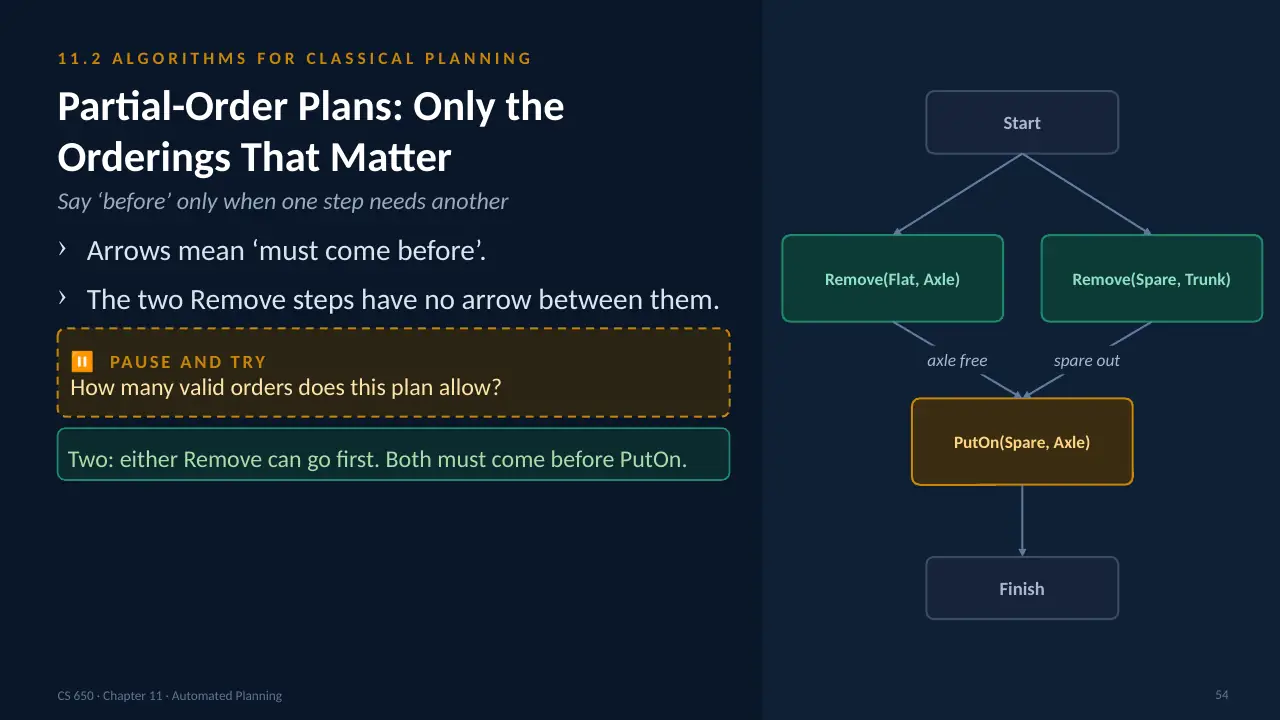 11.2 ALGORITHMS FOR CLASSICAL PLANNING
Partial-Order Plans: Only the
Orderings That Matter
Say ‘before’ only when one step needs another
› Arrows mean ‘must come before’.
› The two Remove steps have no arrow between them.
⏸ PAUSE AND TRY
How many valid orders does this plan allow?
Two: either Remove can go first. Both must come before PutOn.
Start
Remove(Flat, Axle)
Remove(Spare, Trunk)
axle free
spare out
PutOn(Spare, Axle)
Finish
CS 650 · Chapter 11 · Automated Planning
54